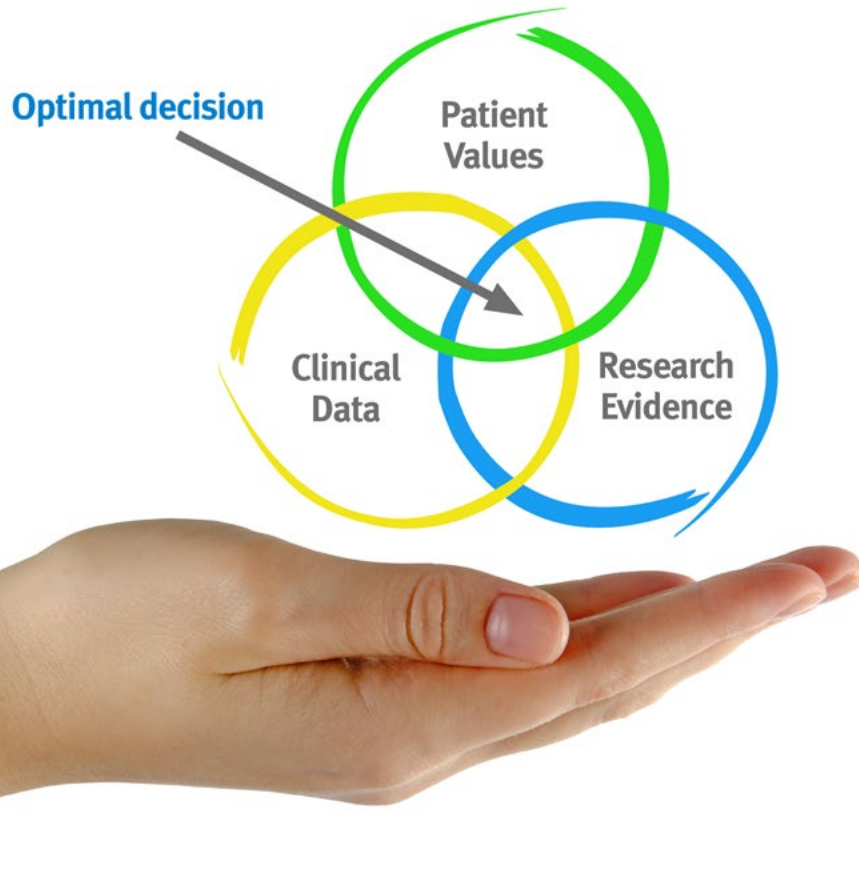 Optimal decision
Patient
Values
Clinical
Data
Research
Evidence